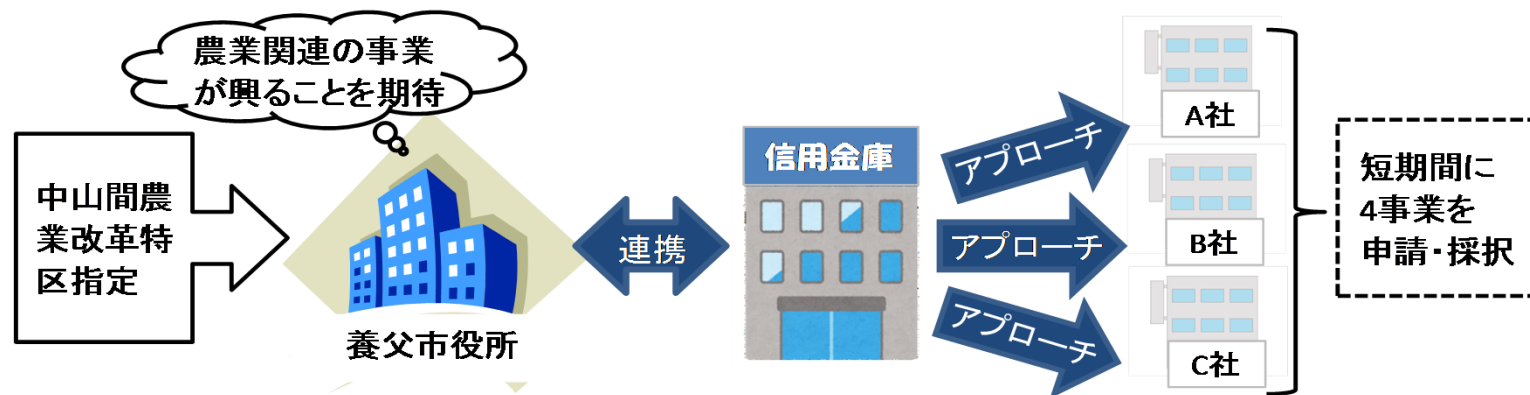 農業関連の事業
が興ることを期待
中山間農
業改革特
区指定
養父市役所
連携
信用金庫
アプローチ
アプローチ
アプローチ
A社
B社
C社
短期間に
4事業を
申請・採択